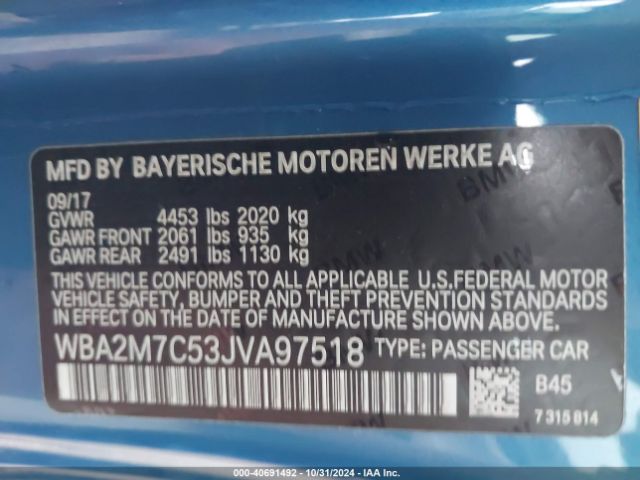 MFD BY BAYERISCHE MOTOREN WERKE AG
09/17
GVWR 4453 lbs 2020 kg
GAWR FRONT 2061 lbs 935 kg
GAWR REAR 2491 lbs 1130 kg
THIS VEHICLE CONFORMS TO ALL APPLICABLE U.S.FEDERAL MOTOR
VEHICLE SAFETY, BUMPER AND THEFT PREVENTION STANDARDS
IN EFFECT ON THE DATE OF MANUFACTURE SHOWN ABOVE.
WBA2M7C53JVA97518 TYPE: PASSENGER CAR
B45
7 315 814
000-40691492 - 10/31/2024 - IAA Inc.